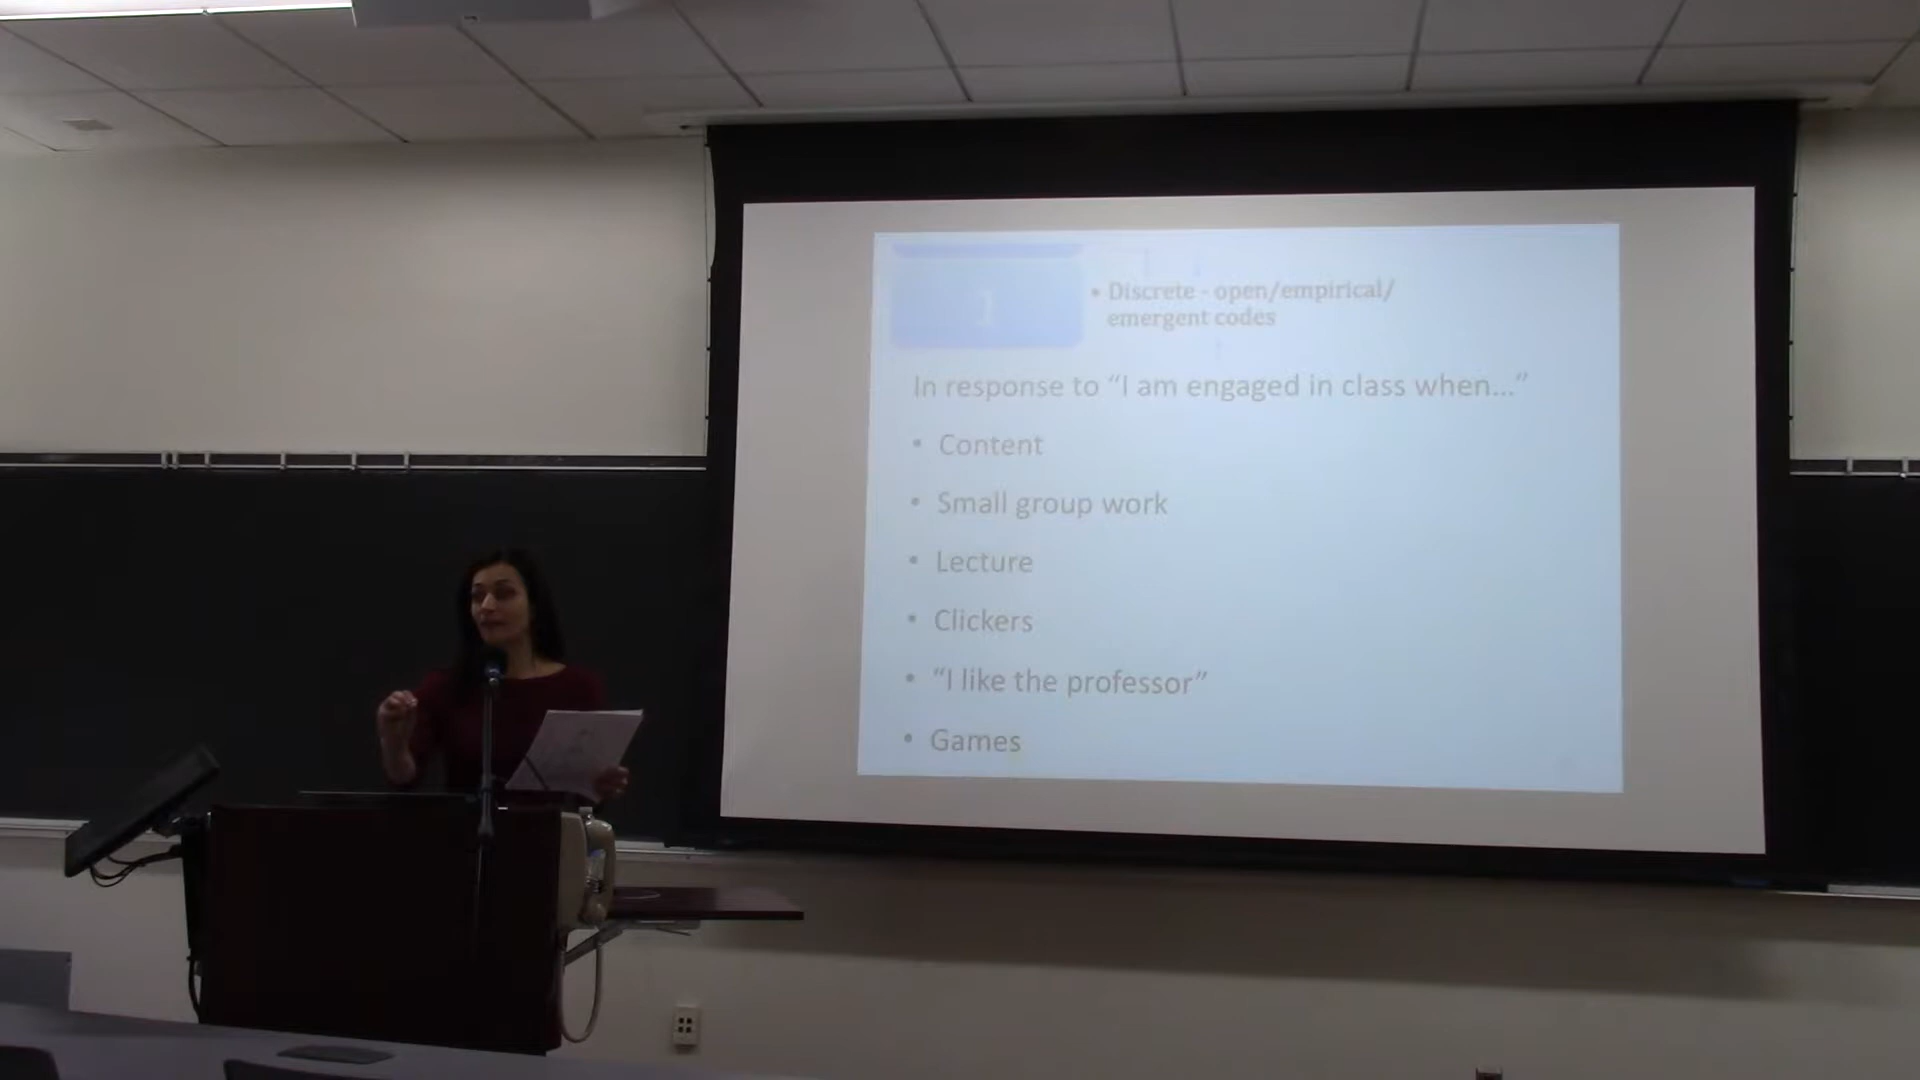 1
• Discrete - open/empirical/
emergent codes
In response to “I am engaged in class when...”
• Content
• Small group work
• Lecture
• Clickers
• “I like the professor”
• Games